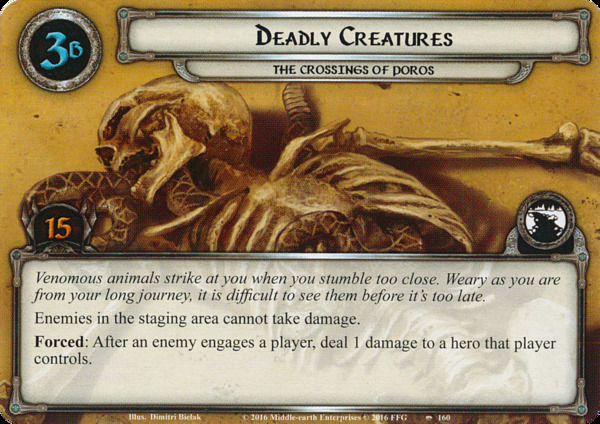 3B
DEADLY CREATURES
THE CROSSINGS OF POROS
15
Venomous animals strike at you when you stumble too close. Weary as you are
from your long journey, it is difficult to see them before it's too late.
Enemies in the staging area cannot take damage.
Forced: After an enemy engages a player, deal 1 damage to a hero that player
controls.
Illus. Dimitri Bielak © 2016 Middle-earth Enterprises © 2016 FFG 160